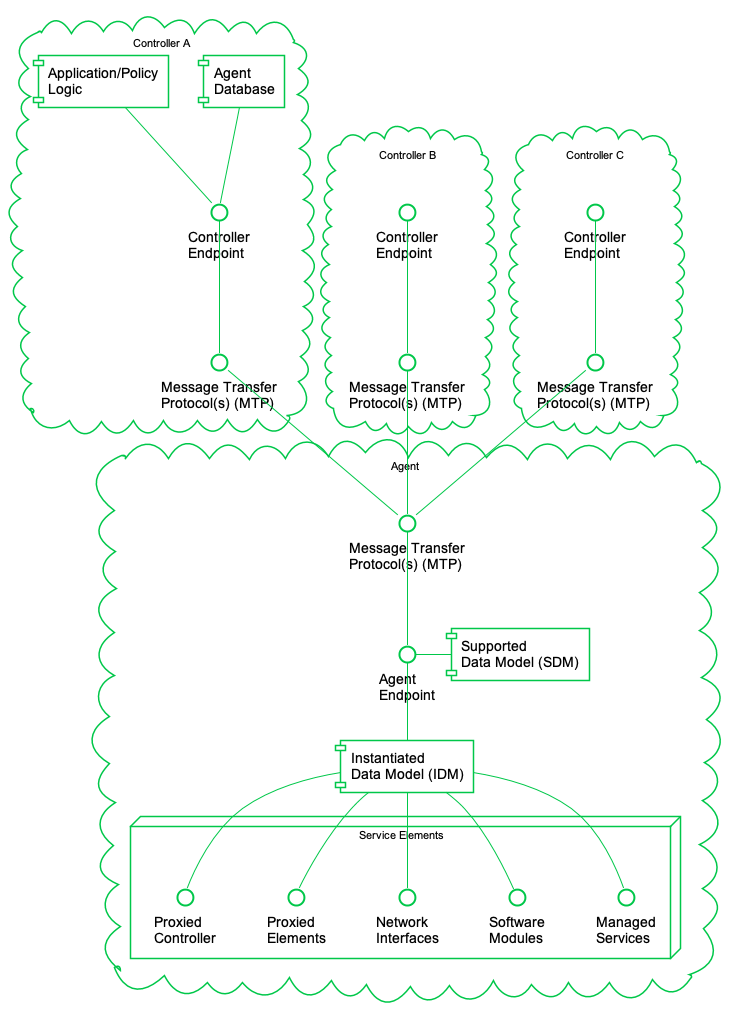 Controller A
Application/Policy
Logic
Agent
Database
Controller
Endpoint
Message Transfer
Protocol(s) (MTP)
Controller B
Controller
Endpoint
Message Transfer
Protocol(s) (MTP)
Controller C
Controller
Endpoint
Message Transfer
Protocol(s) (MTP)
Agent
Message Transfer
Protocol(s) (MTP)
Supported
Data Model (SDM)
Agent
Endpoint
Instantiated
Data Model (IDM)
Service Elements
Proxied
Controller
Proxied
Elements
Network
Interfaces
Software
Modules
Managed
Services